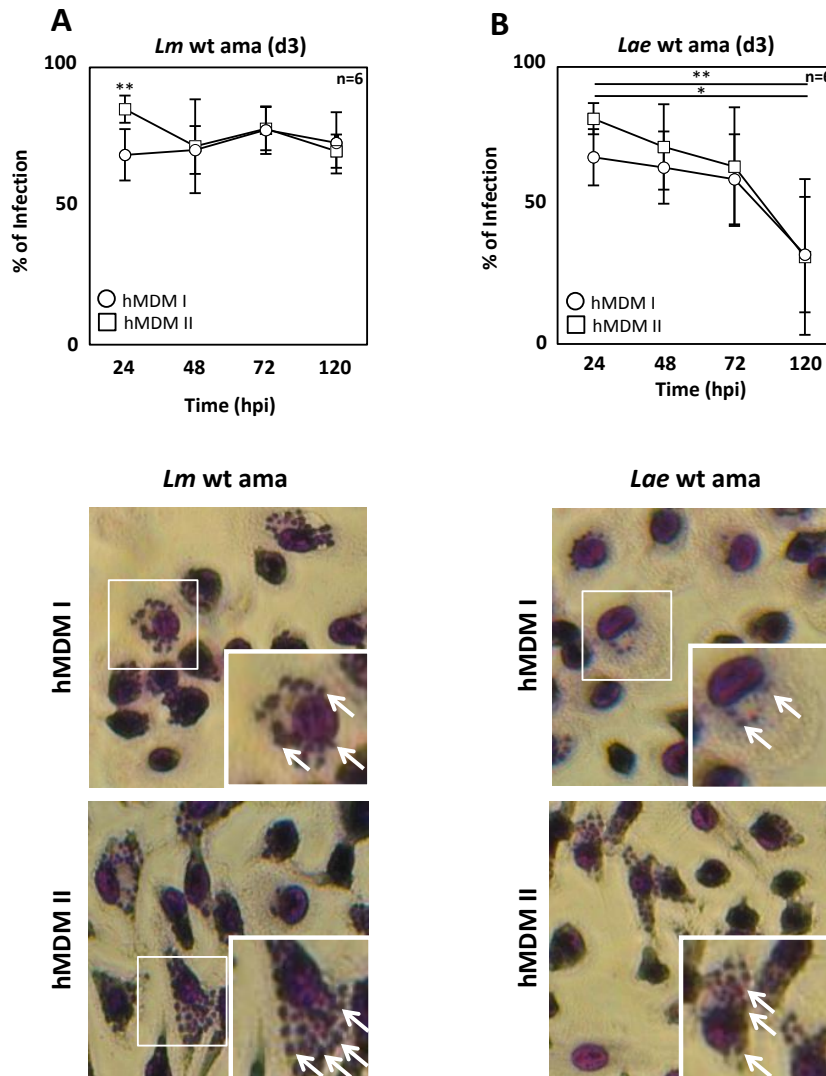 A
Lm wt ama (d3)
100
50
0
% of Infection
**
n=6
hMDM I
hMDM II
24 48 72 120
Time (hpi)
B
Lae wt ama (d3)
100
50
0
% of Infection
**
*
n=6
hMDM I
hMDM II
24 48 72 120
Time (hpi)
Lm wt ama
Lae wt ama
hMDM I
hMDM I
hMDM II
hMDM II